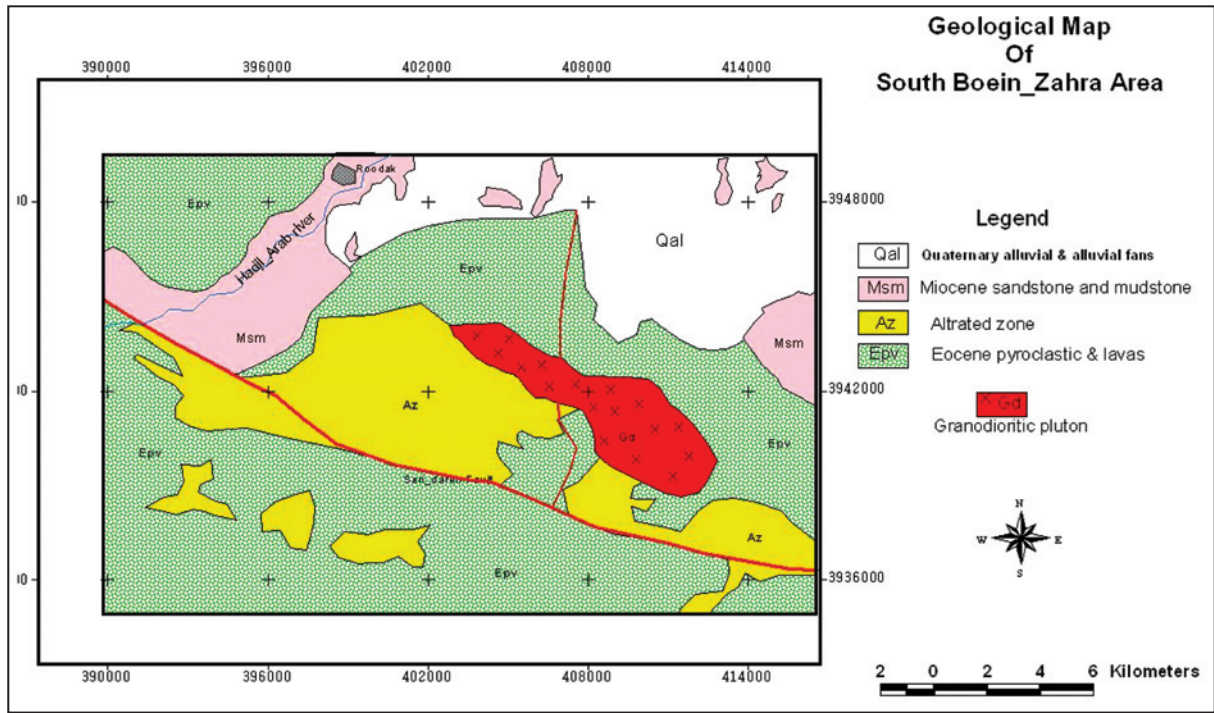 Geological Map
Of
South Boein_Zahra Area
390000 396000 402000 408000 414000
Roodak
Epv
Hadji_Arab river
3948000
Qal
Epv
Msm
Msm
3942000
Az
Gd
Epv
Epv
Az
Epv
3936000
390000 396000 402000 408000 414000
Legend
Qal Quaternary alluvial & alluvial fans
Msm Miocene sandstone and mudstone
Az Altrated zone
Epv Eocene pyroclastic & lavas
Gd
Granodioritic pluton
N
W E
S
2 0 2 4 6 Kilometers